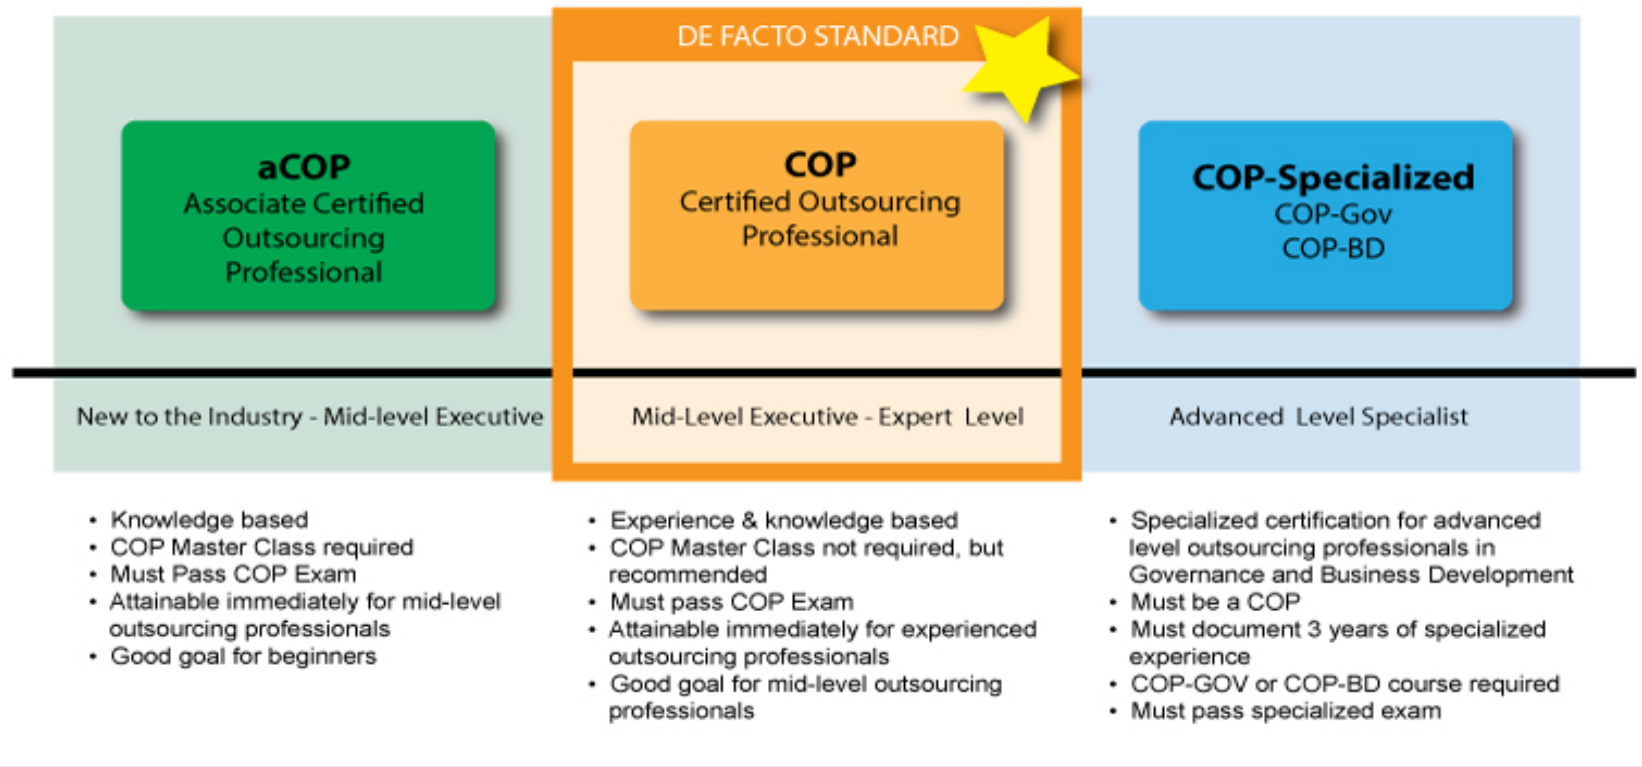 DE FACTO STANDARD
aCOP
Associate Certified
Outsourcing
Professional
COP
Certified Outsourcing
Professional
COP-Specialized
COP-Gov
COP-BD
New to the Industry - Mid-level Executive
Mid-Level Executive - Expert Level
Advanced Level Specialist
• Knowledge based
• COP Master Class required
• Must Pass COP Exam
• Attainable immediately for mid-level
outsourcing professionals
• Good goal for beginners
• Experience & knowledge based
• COP Master Class not required, but
recommended
• Must pass COP Exam
• Attainable immediately for experienced
outsourcing professionals
• Good goal for mid-level outsourcing
professionals
• Specialized certification for advanced
level outsourcing professionals in
Governance and Business Development
• Must be a COP
• Must document 3 years of specialized
experience
• COP-GOV or COP-BD course required
• Must pass specialized exam